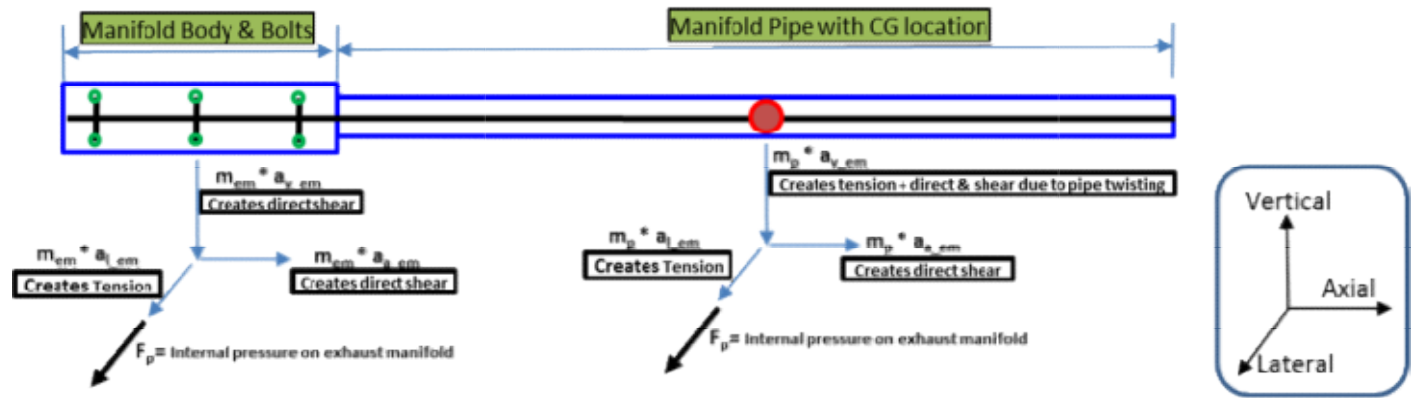 Manifold Body & Bolts
Manifold Pipe with CG location
m_em * a_v_em
Creates directshear
m_em * a_l_em
Creates Tension
m_em * a_a_em
Creates direct shear
F_p= Internal pressure on exhaust manifold
m_p * a_v_em
Creates tension + direct & shear due to pipe twisting
m_p * a_l_em
Creates Tension
m_p * a_a_em
Creates direct shear
F_p= Internal pressure on exhaust manifold
Vertical
Axial
Lateral